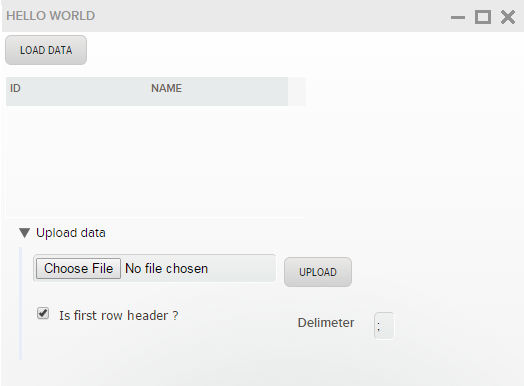 HELLO WORLD
LOAD DATA
ID NAME
Upload data
Choose File No file chosen UPLOAD
Is first row header ?
Delimeter ;